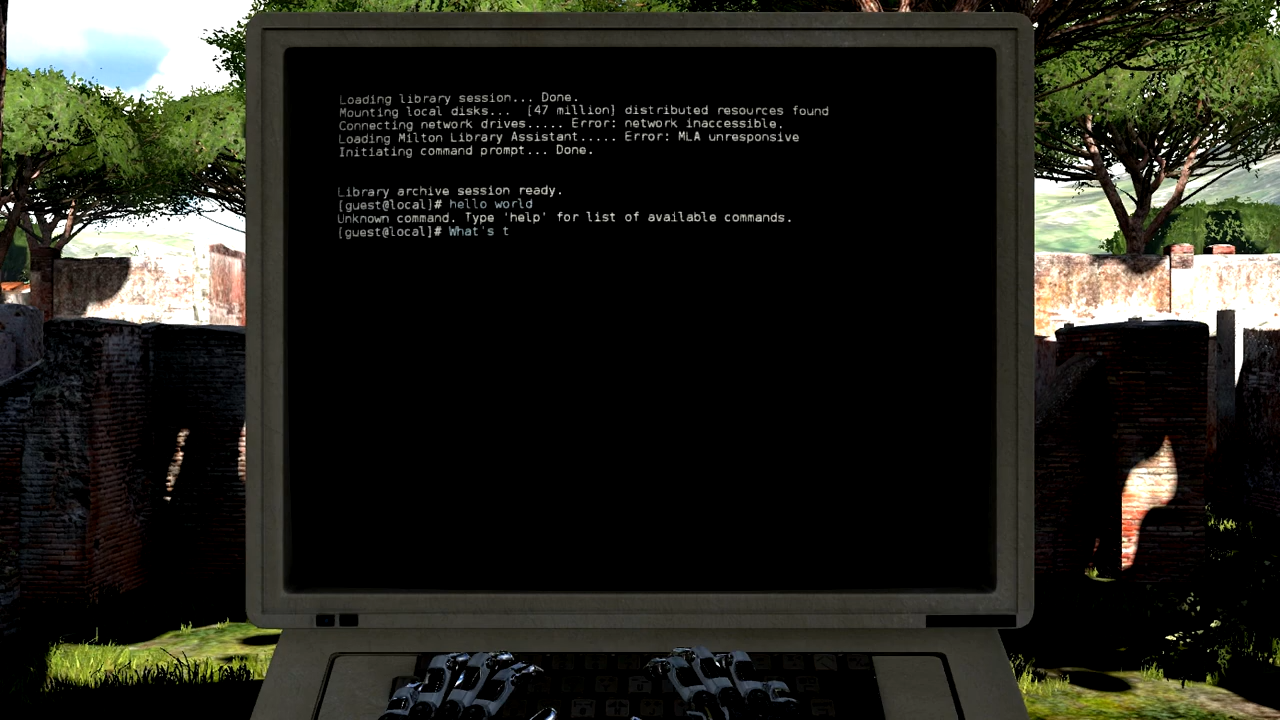 Loading library session... Done.
Mounting local disks...  [47 million] distributed resources found
Connecting network drives..... Error: network inaccessible.
Loading Milton Library Assistant..... Error: MLA unresponsive
Initiating command prompt... Done.
Library archive session ready.
[guest@local]# hello world
Unknown command. Type 'help' for list of available commands.
[guest@local]# What's t